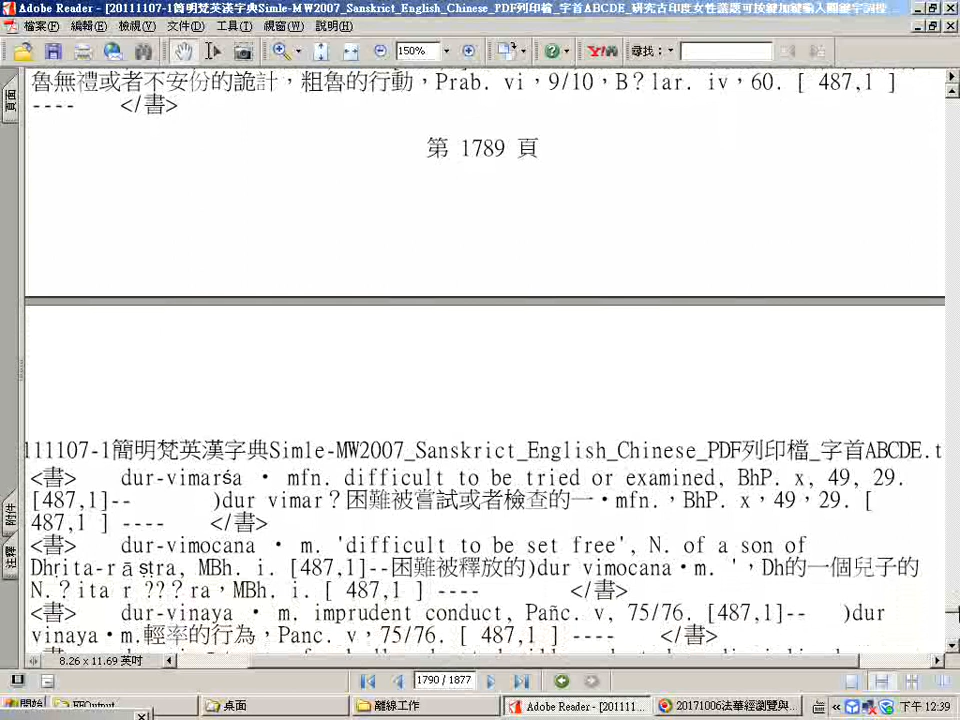 Adobe Reader - [20111107-1簡明梵英漢字典Simle-MW2007_Sanskrict_English_Chinese_PDF列印檔_字首ABCDE_研究古印度女性議題可按鍵加鍵輸入關鍵字詞搜
檔案(F) 編輯(E) 檢視(V) 文件(D) 工具(T) 視窗(W) 說明(H)
150% Y! 尋找:
頁面
魯無禮或者不安份的詭計，粗魯的行動，Prab. vi，9/10，B？lar. iv，60. [ 487,1 ]
---- </書>
第 1789 頁
111107-1簡明梵英漢字典Simle-MW2007_Sanskrict_English_Chinese_PDF列印檔_字首ABCDE.t
<書> dur-vimarśa • mfn. difficult to be tried or examined, BhP. x, 49, 29.
[487,1]-- )dur vimar？困難被嘗試或者檢查的一•mfn.，BhP. x，49，29. [
487,1 ] ---- </書>
<書> dur-vimocana • m. 'difficult to be set free', N. of a son of
Dhṛita-rāṣṭra, MBh. i. [487,1]--困難被釋放的)dur vimocana•m. '，Dh的一個兒子的
N.？ita r ???？ra，MBh. i. [ 487,1 ] ---- </書>
<書> dur-vinaya • m. imprudent conduct, Pañc. v, 75/76. [487,1]-- )dur
vinaya•m.輕率的行為，Panc. v，75/76. [ 487,1 ] ---- </書>
附件
注釋
8.26 x 11.69 英吋
1790 / 1877
開始 FFOutput 桌面 離線工作 Adobe Reader - [201111... 20171006法華經瀏覽與... 下午 12:39